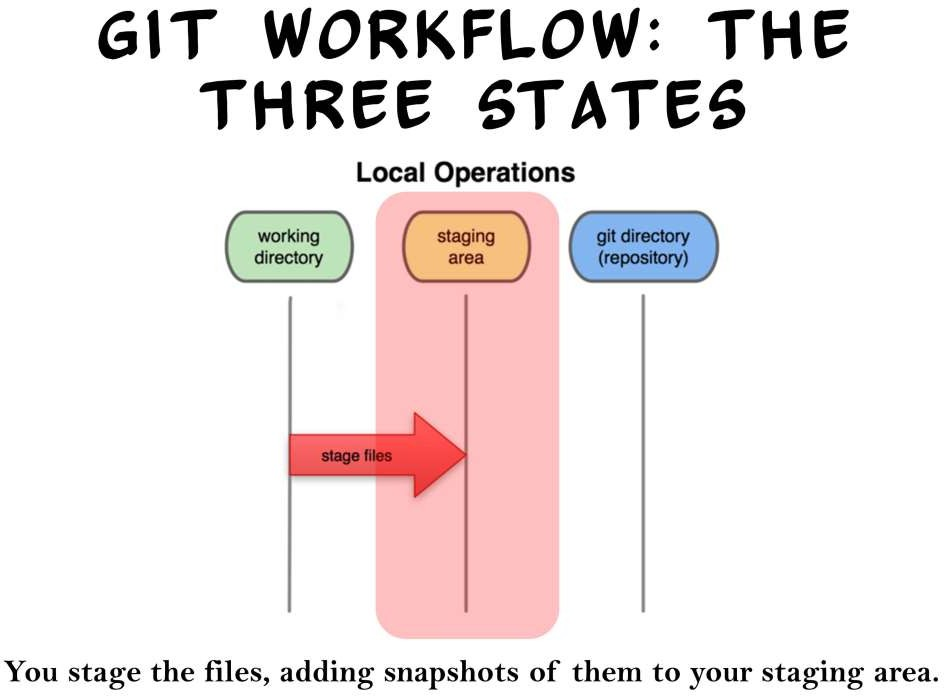 GIT WORKFLOW: THE
THREE STATES
Local Operations
working
directory
staging
area
git directory
(repository)
stage files
You stage the files, adding snapshots of them to your staging area.